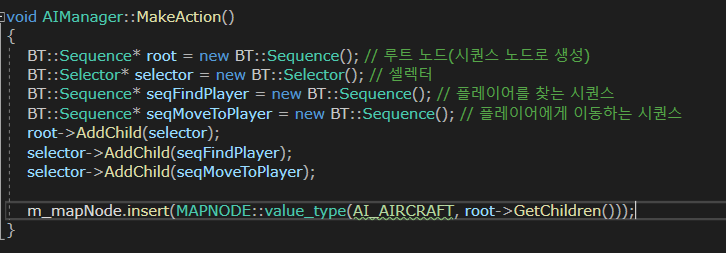 void AIManager::MakeAction()
{
BT::Sequence* root = new BT::Sequence(); // 루트 노드(시퀀스 노드로 생성)
BT::Selector* selector = new BT::Selector(); // 셀렉터
BT::Sequence* seqFindPlayer = new BT::Sequence(); // 플레이어를 찾는 시퀀스
BT::Sequence* seqMoveToPlayer = new BT::Sequence(); // 플레이어에게 이동하는 시퀀스
root->AddChild(selector);
selector->AddChild(seqFindPlayer);
selector->AddChild(seqMoveToPlayer);
m_mapNode.insert(MAPNODE::value_type(AI_AIRCRAFT, root->GetChildren()));
}